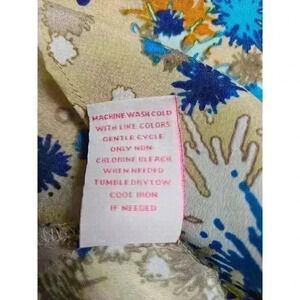 MACHINE WASH COLD
WITH LIKE COLORS
GENTLE CYCLE
ONLY NON-
CHLORINE BLEACH
WHEN NEEDED
TUMBLE DRY LOW
COOL IRON
IF NEEDED